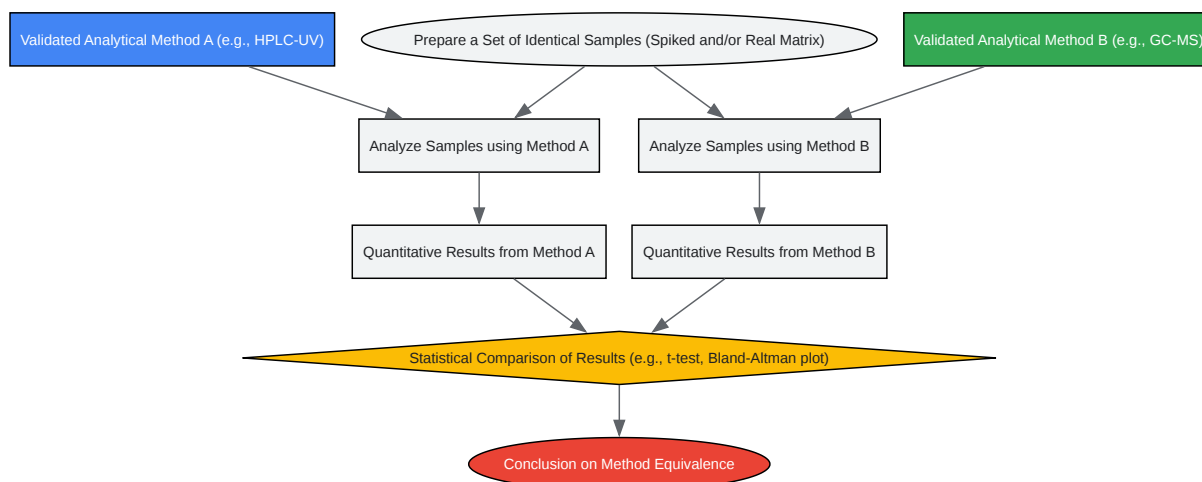 Validated Analytical Method A (e.g., HPLC-UV)
Prepare a Set of Identical Samples (Spiked and/or Real Matrix)
Validated Analytical Method B (e.g., GC-MS)
Analyze Samples using Method A
Analyze Samples using Method B
Quantitative Results from Method A
Quantitative Results from Method B
Statistical Comparison of Results (e.g., t-test, Bland-Altman plot)
Conclusion on Method Equivalence